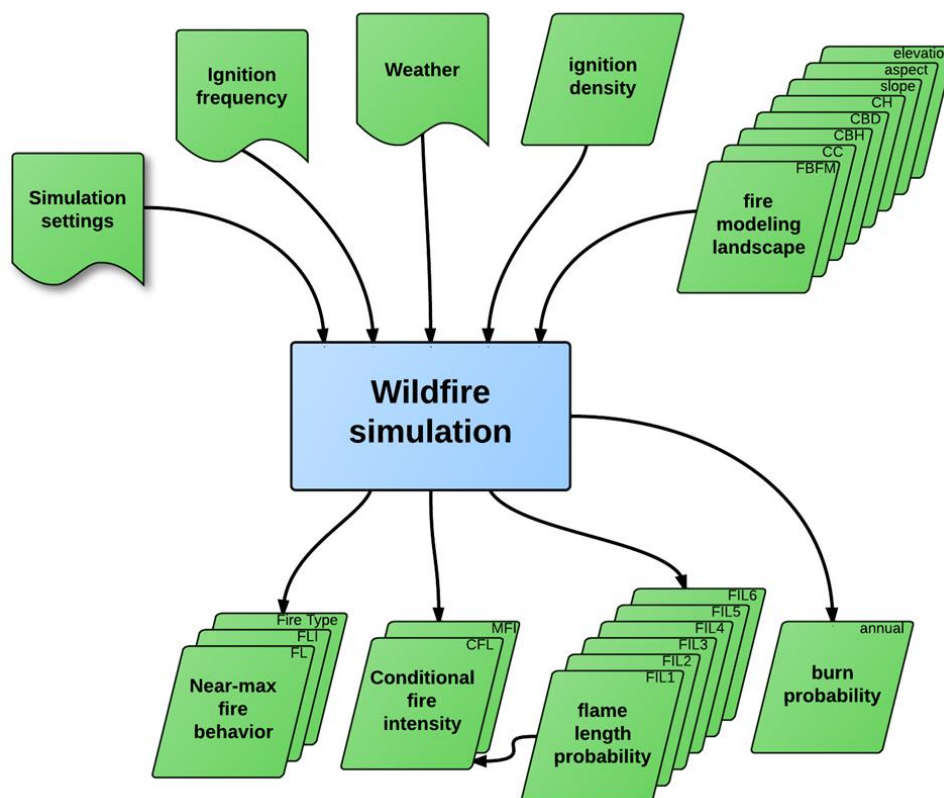 Ignition
frequency
Weather
ignition
density
elevatio
aspect
slope
CH
CBD
CBH
CC
FBFM
fire
modeling
landscape
Simulation
settings
Wildfire
simulation
Fire Type
FLI
FL
Near-max
fire
behavior
MFI
CFL
Conditional
fire
intensity
FIL6
FIL5
FIL4
FIL3
FIL2
FIL1
flame
length
probability
annual
burn
probability